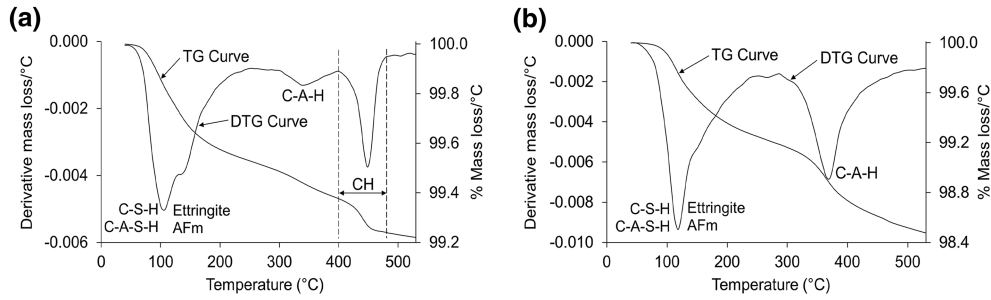 (a)
0.000
-0.002
-0.004
-0.006
Derivative mass loss/°C
100.0
99.8
99.6
99.4
99.2
% Mass loss/°C
TG Curve
DTG Curve
C-A-H
CH
C-S-H Ettringite
C-A-S-H AFm
0 100 200 300 400 500
Temperature (°C)
(b)
0.000
-0.002
-0.004
-0.006
-0.008
-0.010
Derivative mass loss/°C
100.0
99.6
99.2
98.8
98.4
% Mass loss/°C
TG Curve
DTG Curve
C-A-H
C-S-H Ettringite
C-A-S-H AFm
0 100 200 300 400 500
Temperature (°C)